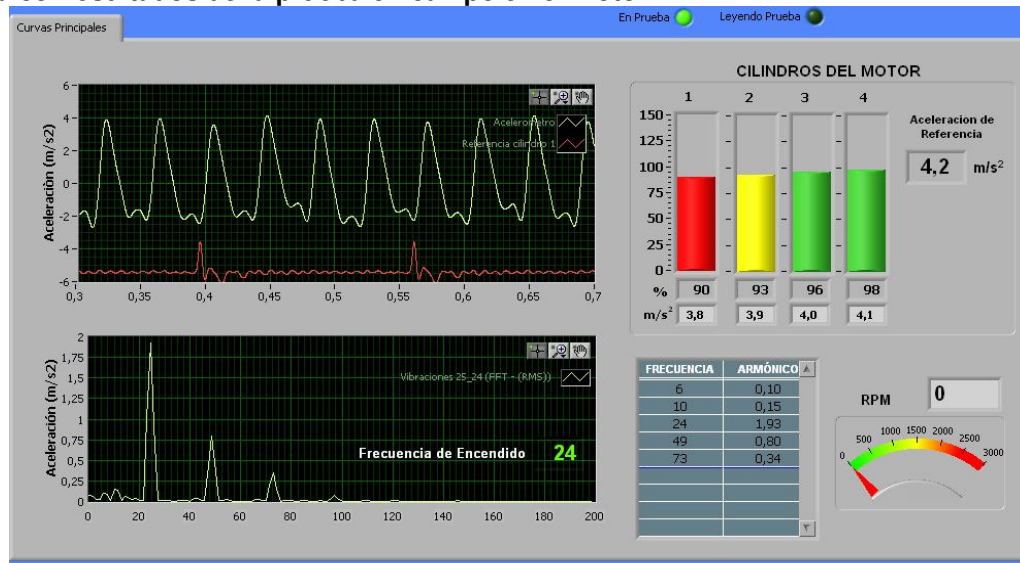 En Prueba Leyendo Prueba
Curvas Principales
6
4
2
0
-2
-4
-6
Aceleraciòn (m/s2)
Acelerometro
Referencia cilindro 1
0,3 0,35 0,4 0,45 0,5 0,55 0,6 0,65 0,7
CILINDROS DEL MOTOR
1 2 3 4
150
125
100
75
50
25
0
% 90 93 96 98
m/s² 3,8 3,9 4,0 4,1
Aceleracion de
Referencia
4,2 m/s²
2
1,75
1,5
1,25
1
0,75
0,5
0,25
0
Aceleración (m/s2)
Vibraciones 25_24 (FFT - (RMS))
Frecuencia de Encendido 24
0 20 40 60 80 100 120 140 160 180 200
FRECUENCIA ARMÓNICO
6 0,10
10 0,15
24 1,93
49 0,80
73 0,34
RPM 0
0 500 1000 1500 2000 2500 3000